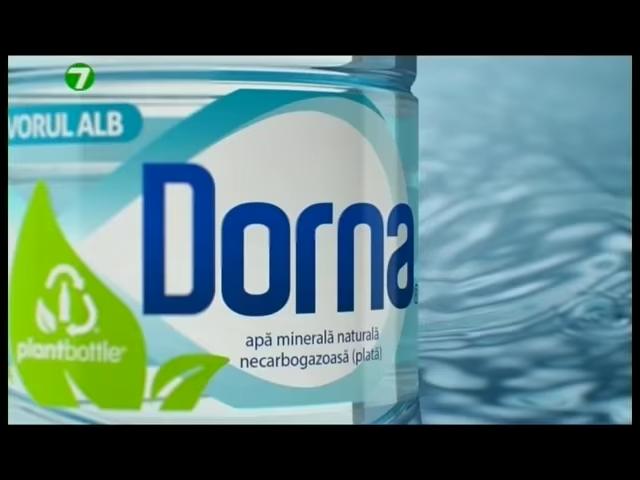 7
VORUL ALB
Dorna
apă minerală naturală
necarbogazoasă (plată)
plantbottle